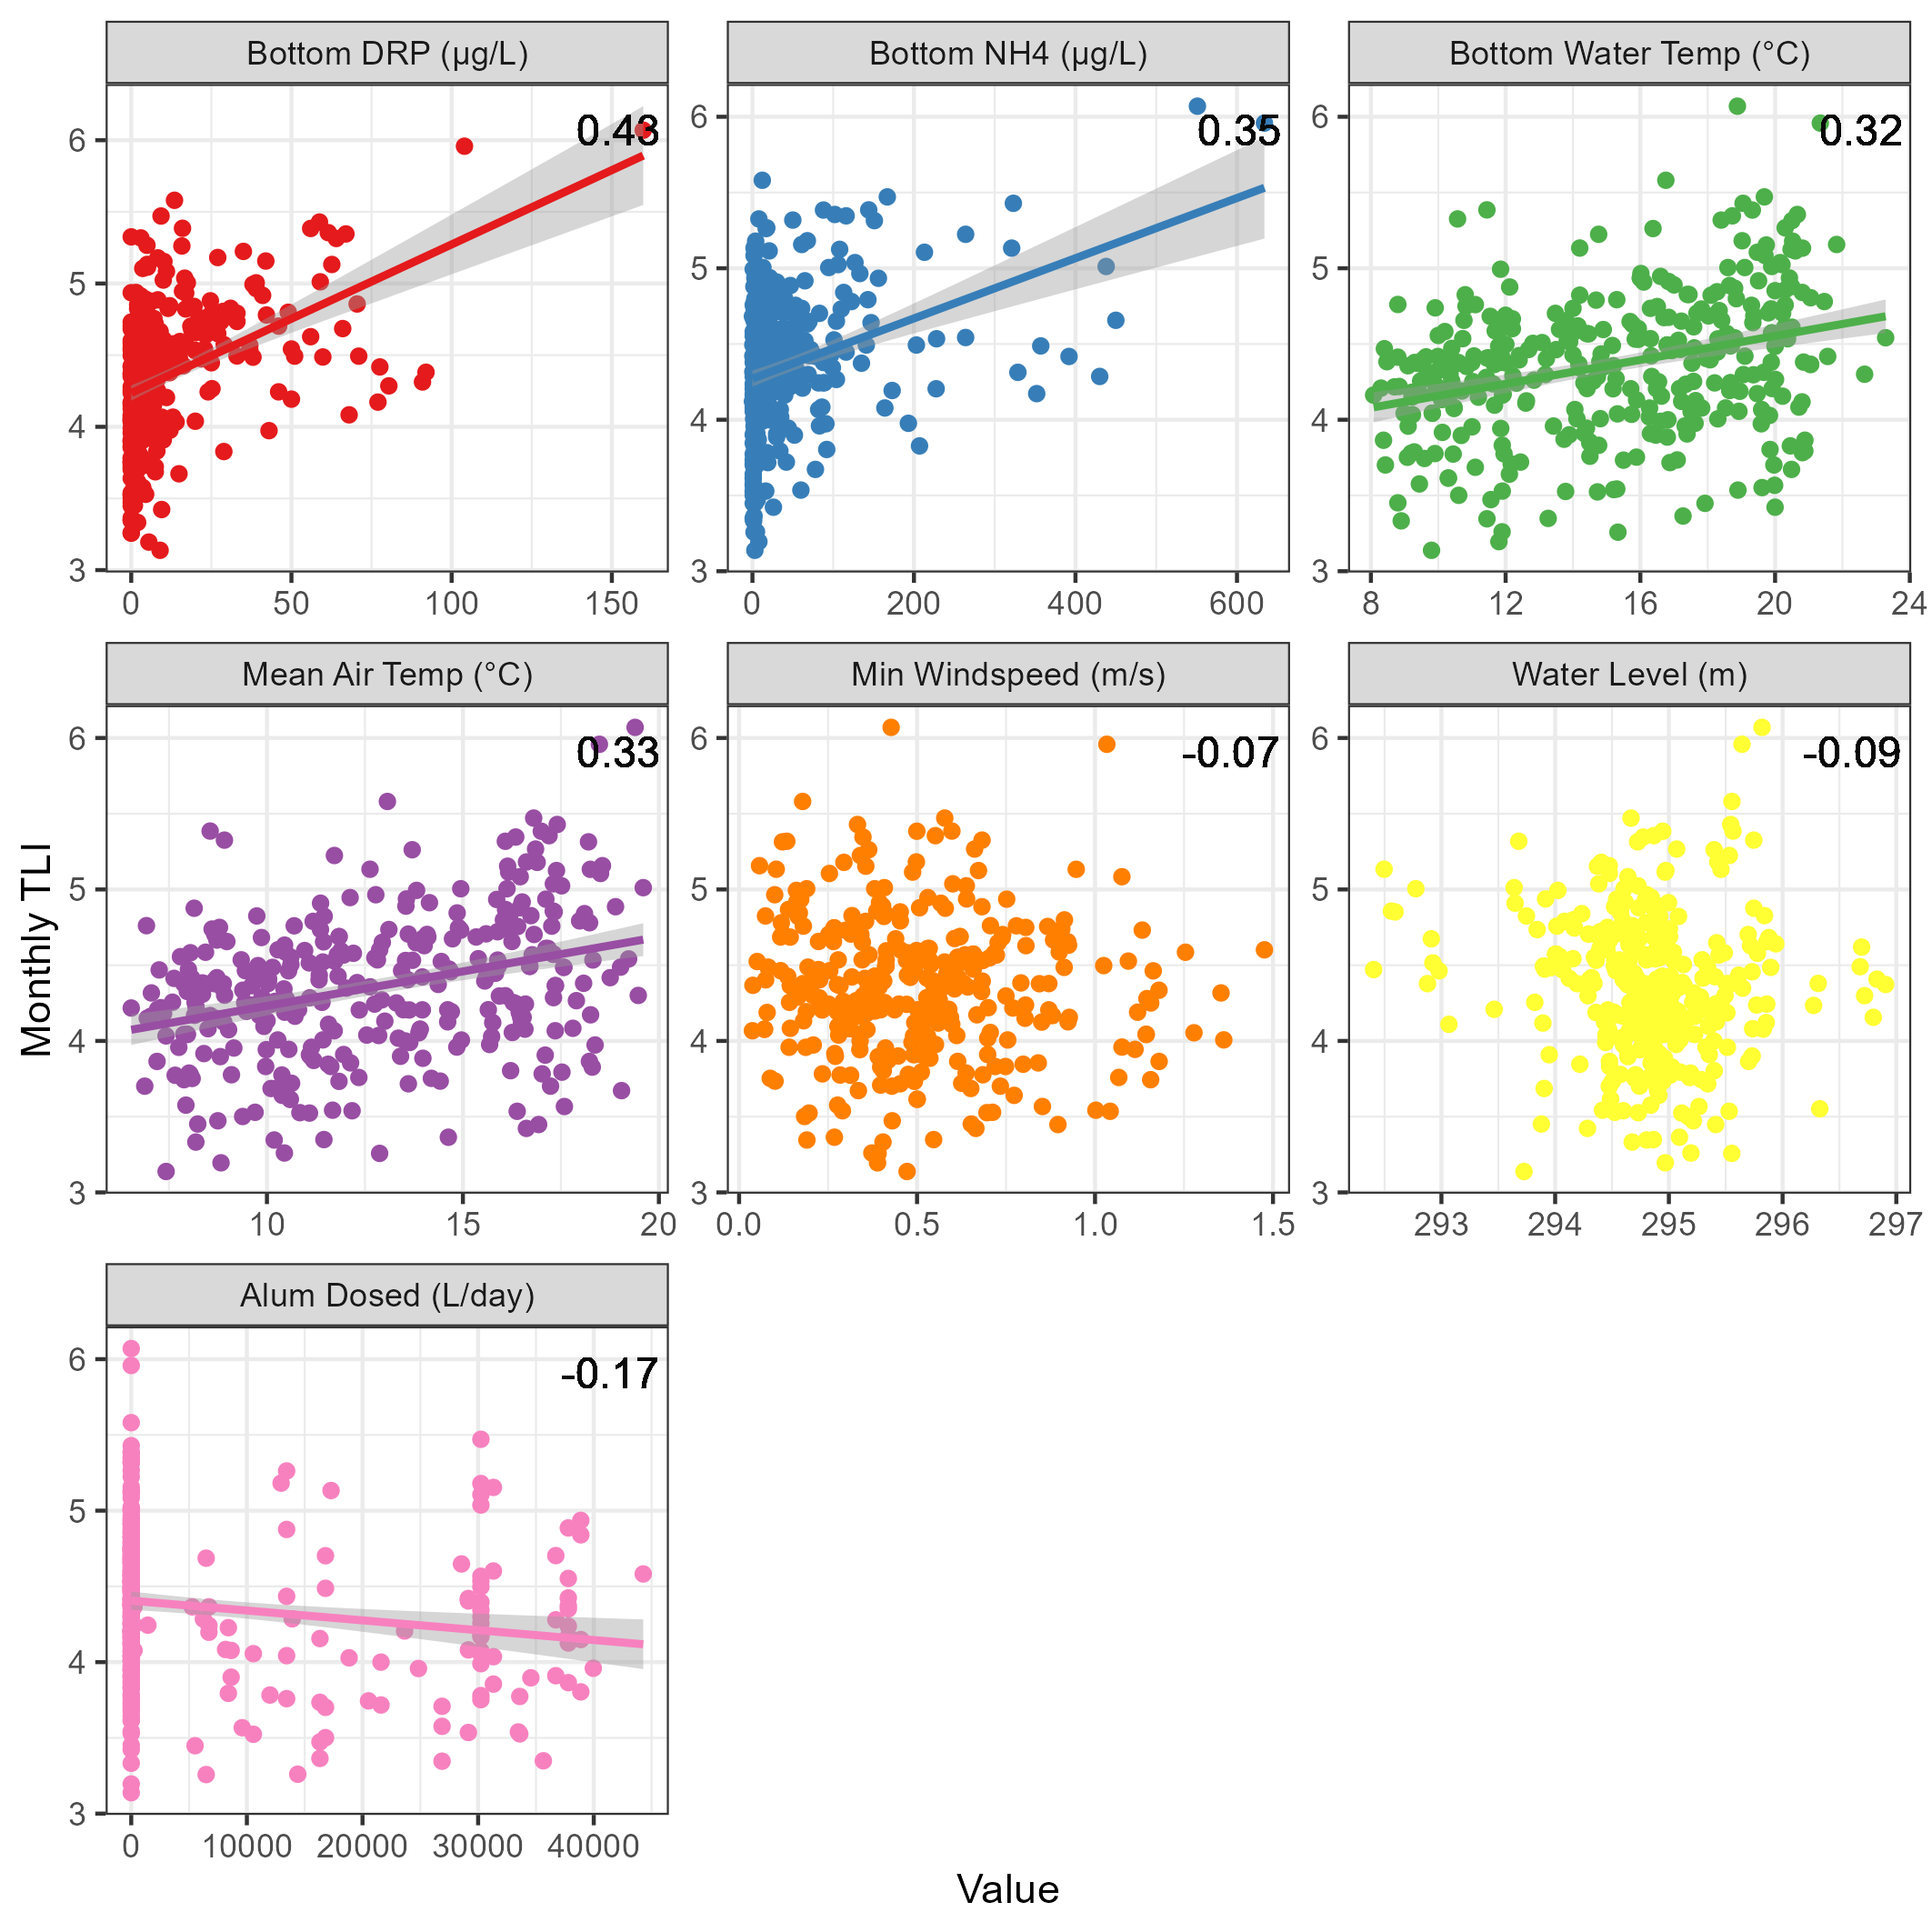 Bottom DRP (µg/L)
Bottom NH4 (µg/L)
Bottom Water Temp (°C)
0.43
0.35
0.32
6
5
4
3
6
5
4
3
6
5
4
3
0 50 100 150
0 200 400 600
8 12 16 20 24
Mean Air Temp (°C)
Min Windspeed (m/s)
Water Level (m)
0.33
-0.07
-0.09
6
5
4
3
6
5
4
3
6
5
4
3
10 15 20
0.0 0.5 1.0 1.5
293 294 295 296 297
Monthly TLI
Alum Dosed (L/day)
-0.17
6
5
4
3
0 10000 20000 30000 40000
Value